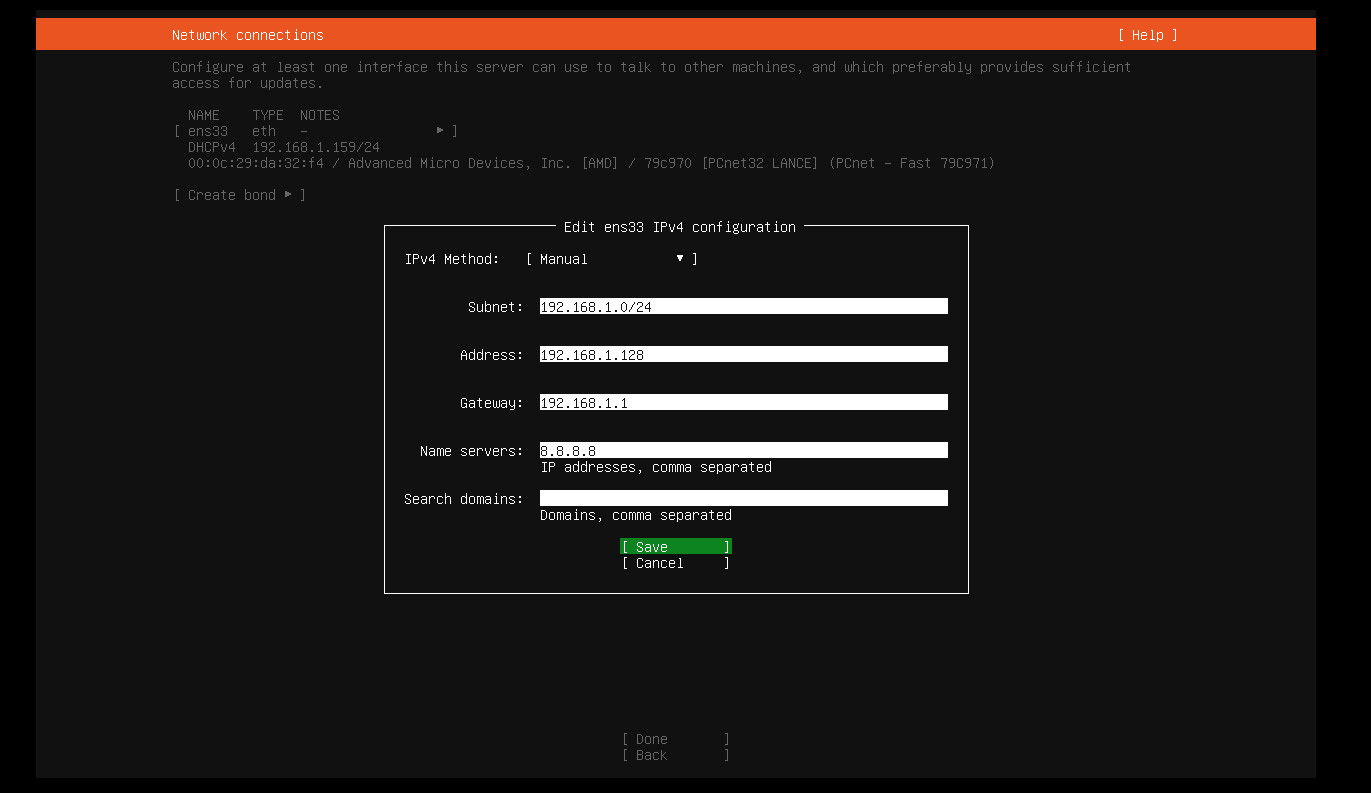 Network connections [ Help ]
Configure at least one interface this server can use to talk to other machines, and which preferably provides sufficient
access for updates.
NAME TYPE NOTES
[ ens33 eth – ▸ ]
DHCPv4 192.168.1.159/24
00:0c:29:da:32:f4 / Advanced Micro Devices, Inc. [AMD] / 79c970 [PCnet32 LANCE] (PCnet – Fast 79C971)
[ Create bond ▸ ]
Edit ens33 IPv4 configuration
IPv4 Method: [ Manual ▾ ]
Subnet: 192.168.1.0/24
Address: 192.168.1.128
Gateway: 192.168.1.1
Name servers: 8.8.8.8
IP addresses, comma separated
Search domains:
Domains, comma separated
[ Save ]
[ Cancel ]
[ Done ]
[ Back ]